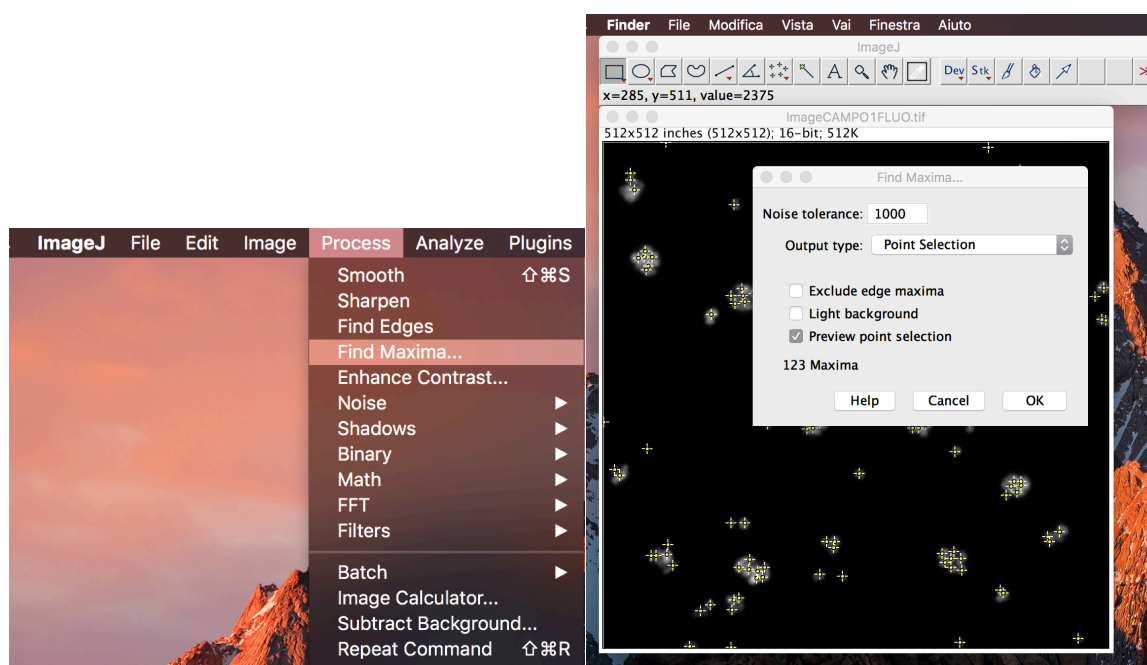 ImageJ File Edit Image Process Analyze Plugins
Smooth ⇧⌘S
Sharpen
Find Edges
Find Maxima...
Enhance Contrast...
Noise ▶
Shadows ▶
Binary ▶
Math ▶
FFT ▶
Filters ▶
Batch ▶
Image Calculator...
Subtract Background...
Repeat Command ⇧⌘R
Finder File Modifica Vista Vai Finestra Aiuto
ImageJ
A Dev Stk
x=285, y=511, value=2375
ImageCAMPO1FLUO.tif
512x512 inches (512x512); 16-bit; 512K
Find Maxima...
Noise tolerance: 1000
Output type: Point Selection
Exclude edge maxima
Light background
Preview point selection
123 Maxima
Help Cancel OK